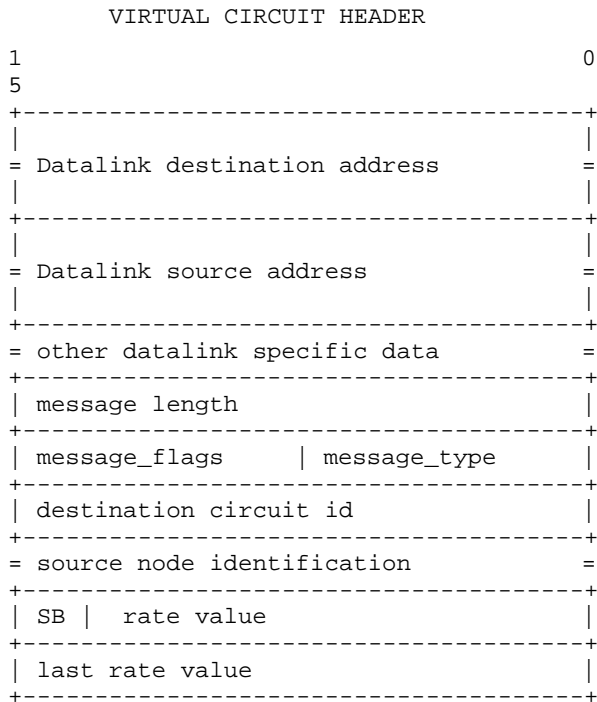 VIRTUAL CIRCUIT HEADER
1 0
5
+---------------------------------------+
| |
= Datalink destination address =
| |
+---------------------------------------+
| |
= Datalink source address =
| |
+---------------------------------------+
= other datalink specific data =
+---------------------------------------+
| message length |
+---------------------------------------+
| message_flags | message_type |
+---------------------------------------+
| destination circuit id |
+---------------------------------------+
= source node identification =
+---------------------------------------+
| SB | rate value |
+---------------------------------------+
| last rate value |
+---------------------------------------+